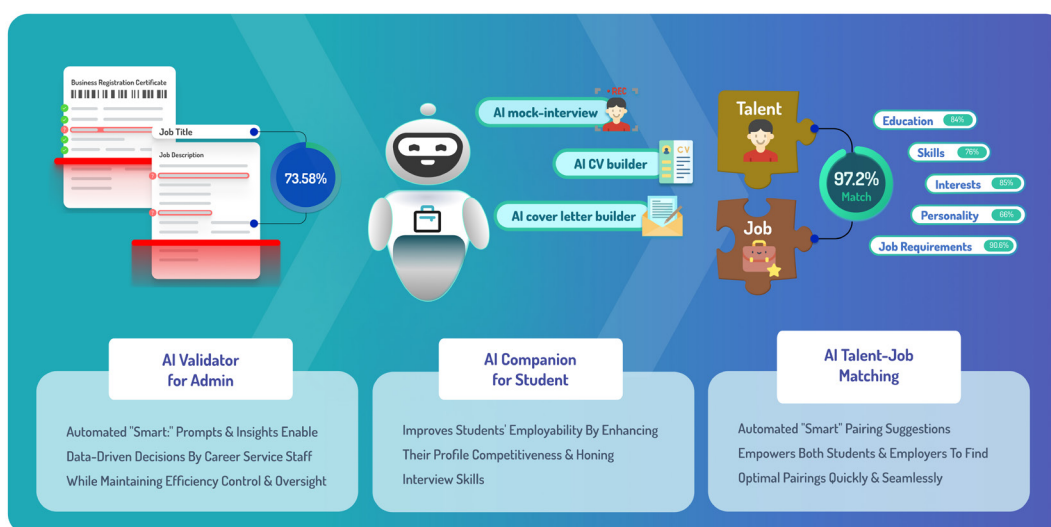 Business Registration Certificate
Job Title
Job Description
73.58%
•REC
AI mock-interview
AI CV builder
CV
AI cover letter builder
Talent
Job
97.2%
Match
Education 84%
Skills 76%
Interests 85%
Personality 66%
Job Requirements 90.6%
AI Validator
for Admin
Automated "Smart:" Prompts & Insights Enable
Data-Driven Decisions By Career Service Staff
While Maintaining Efficiency Control & Oversight
AI Companion
for Student
Improves Students' Employability By Enhancing
Their Profile Competitiveness & Honing
Interview Skills
AI Talent-Job
Matching
Automated "Smart" Pairing Suggestions
Empowers Both Students & Employers To Find
Optimal Pairings Quickly & Seamlessly